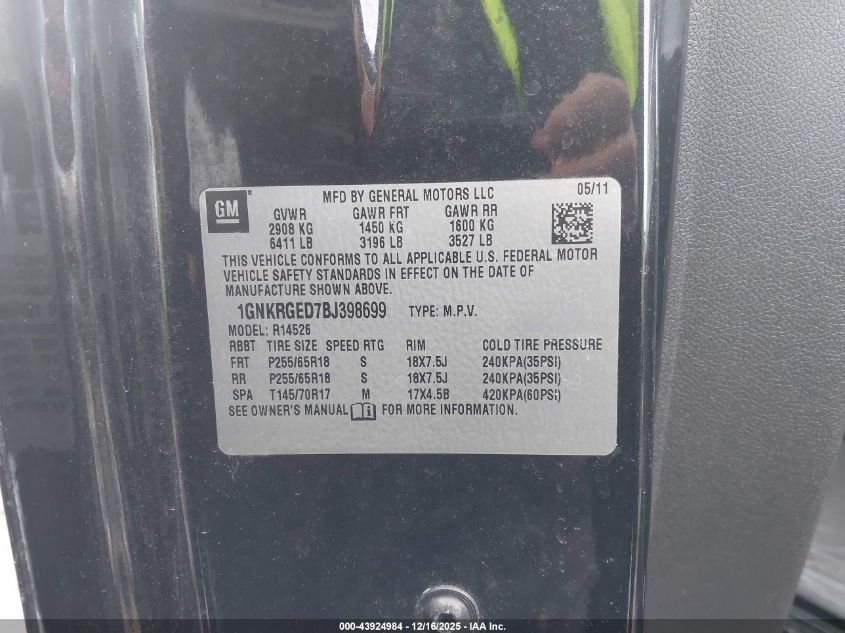 GM ® MFD BY GENERAL MOTORS LLC 05/11
GVWR GAWR FRT GAWR RR
2908 KG 1450 KG 1600 KG
6411 LB 3196 LB 3527 LB
THIS VEHICLE CONFORMS TO ALL APPLICABLE U.S. FEDERAL MOTOR
VEHICLE SAFETY STANDARDS IN EFFECT ON THE DATE OF
MANUFACTURE SHOWN ABOVE.
1GNKRGED7BJ398699 TYPE: M.P.V.
MODEL: R14526
RBBT TIRE SIZE SPEED RTG RIM COLD TIRE PRESSURE
FRT P255/65R18 S 18X7.5J 240KPA(35PSI)
RR P255/65R18 S 18X7.5J 240KPA(35PSI)
SPA T145/70R17 M 17X4.5B 420KPA(60PSI)
SEE OWNER'S MANUAL i FOR MORE INFORMATION.
000-43924984 - 12/16/2025 - IAA Inc.